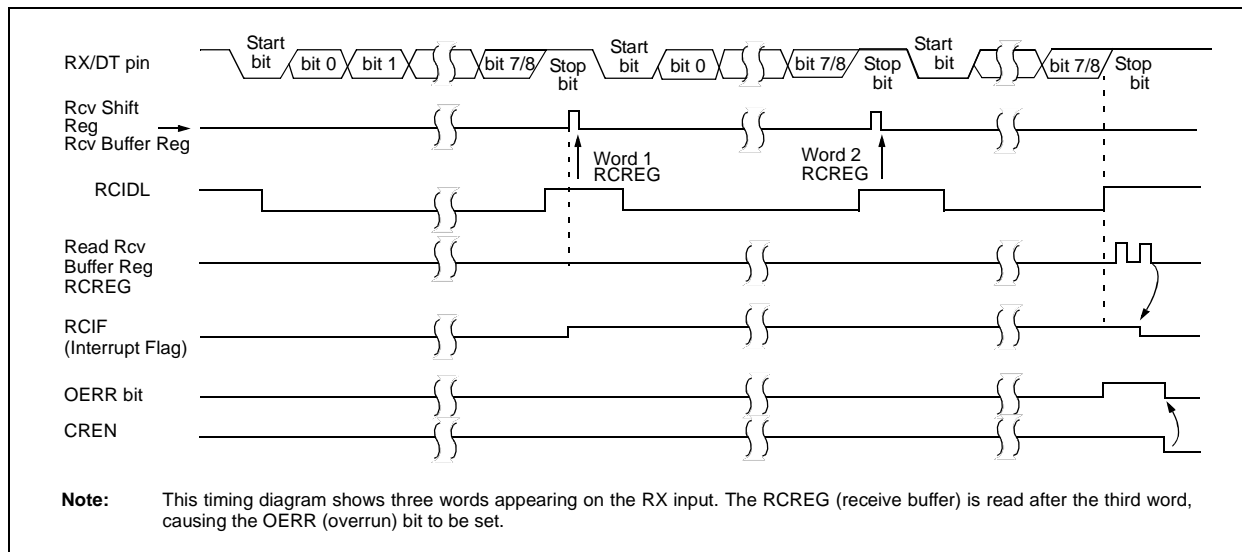 Start
bit
bit 0
bit 1
bit 7/8
Stop
bit
Start
bit
bit 0
bit 7/8
Stop
bit
Start
bit
bit 7/8
Stop
bit
RX/DT pin
Rcv Shift
Reg
Rcv Buffer Reg
Word 1
RCREG
Word 2
RCREG
RCIDL
Read Rcv
Buffer Reg
RCREG
RCIF
(Interrupt Flag)
OERR bit
CREN
Note: This timing diagram shows three words appearing on the RX input. The RCREG (receive buffer) is read after the third word,
causing the OERR (overrun) bit to be set.